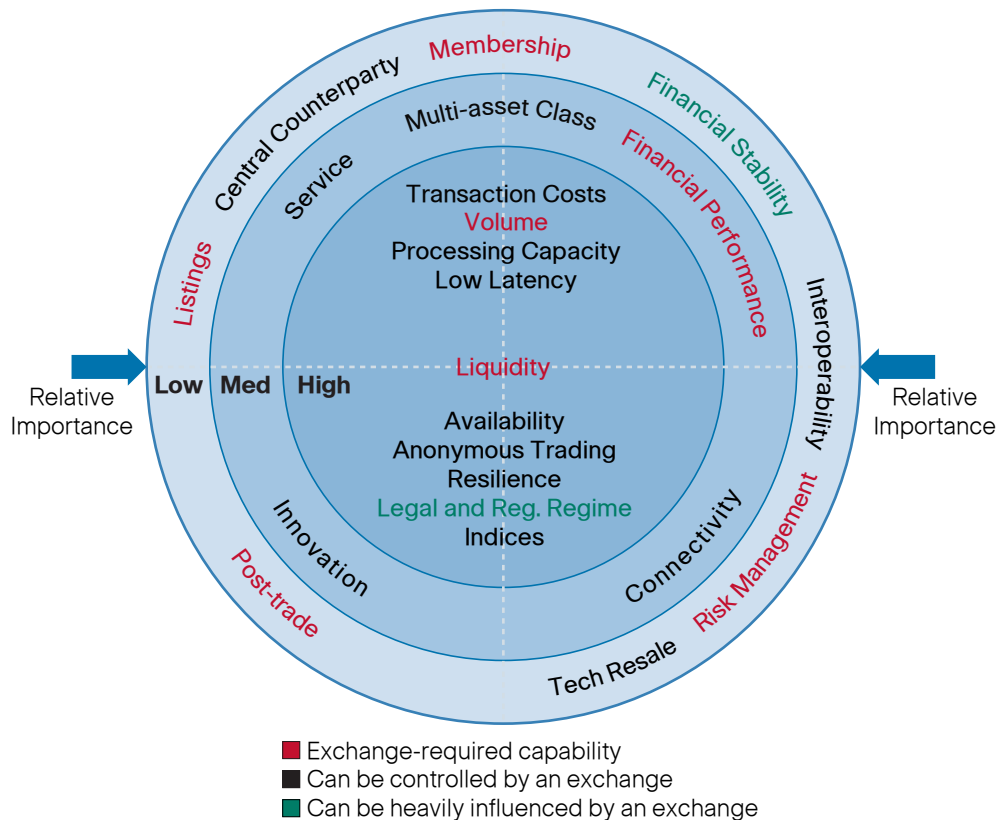 Membership
Central Counterparty
Financial Stability
Multi-asset Class
Service
Financial Performance
Transaction Costs
Volume
Processing Capacity
Low Latency
Listings
Interoperability
Liquidity
Low
Med
High
Relative
Importance
Relative
Importance
Availability
Anonymous Trading
Resilience
Legal and Reg. Regime
Indices
Innovation
Connectivity
Post-trade
Risk Management
Tech Resale
Exchange-required capability
Can be controlled by an exchange
Can be heavily influenced by an exchange